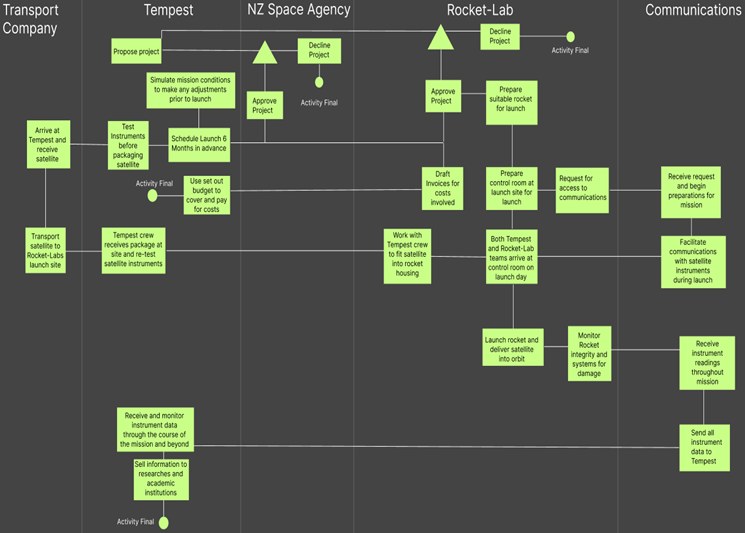 Transport
Company
Tempest
NZ Space Agency
Rocket-Lab
Communications
Propose project
Decline
Project
Activity Final
Decline
Project
Activity Final
Simulate mission conditions
to make any adjustments
prior to launch
Approve
Project
Approve
Project
Prepare
suitable rocket
for launch
Arrive at
Tempest and
receive
satellite
Test
Instruments
before
packaging
satellite
Schedule Launch 6
Months in advance
Activity Final
Use set out
budget to
cover and pay
for costs
Draft
Invoices for
costs
involved
Prepare
control room at
launch site for
launch
Request for
access to
communications
Receive request
and begin
preparations for
mission
Transport
satellite to
Rocket-Labs
launch site
Tempest crew
receives package at
site and re-test
satellite instruments
Work with
Tempest crew
to fit satellite
into rocket
housing
Both Tempest
and Rocket-Lab
teams arrive at
control room on
launch day
Facilitate
communications
with satellite
instruments
during launch
Launch rocket and
deliver satellite
into orbit
Monitor
Rocket
integrity and
systems for
damage
Receive
instrument
readings
throughout
mission
Receive and monitor
instrument data
through the course of
the mission and beyond
Send all
instrument
data to
Tempest
Sell information to
researches and
academic
institutions
Activity Final